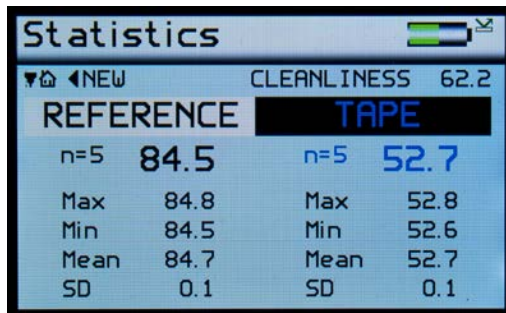 Statistics
NEW CLEANLINESS 62.2
REFERENCE TAPE
n=5 84.5 n=5 52.7
Max 84.8 Max 52.8
Min 84.5 Min 52.6
Mean 84.7 Mean 52.7
SD 0.1 SD 0.1